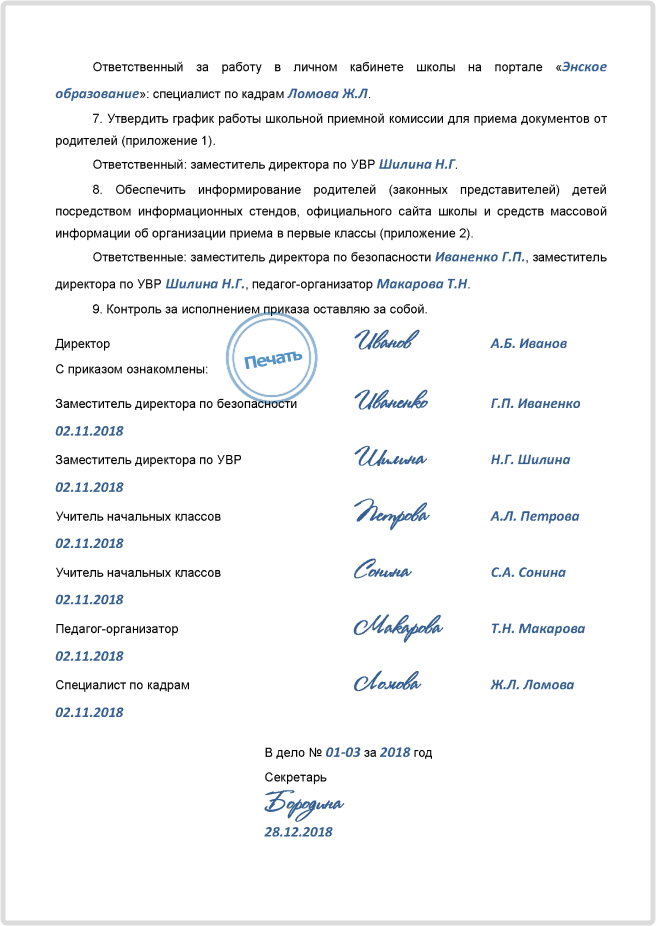 Ответственный за работу в личном кабинете школы на портале «Энское
образование»: специалист по кадрам Ломова Ж.Л.
7. Утвердить график работы школьной приемной комиссии для приема документов от
родителей (приложение 1).
Ответственный: заместитель директора по УВР Шилина Н.Г.
8. Обеспечить информирование родителей (законных представителей) детей
посредством информационных стендов, официального сайта школы и средств массовой
информации об организации приема в первые классы (приложение 2).
Ответственные: заместитель директора по безопасности Иваненко Г.П., заместитель
директора по УВР Шилина Н.Г., педагог-организатор Макарова Т.Н.
9. Контроль за исполнением приказа оставляю за собой.
Директор Иванов А.Б. Иванов
Печать
С приказом ознакомлены:
Заместитель директора по безопасности Иваненко Г.П. Иваненко
02.11.2018
Заместитель директора по УВР Шилина Н.Г. Шилина
02.11.2018
Учитель начальных классов Петрова А.Л. Петрова
02.11.2018
Учитель начальных классов Сонина С.А. Сонина
02.11.2018
Педагог-организатор Макарова Т.Н. Макарова
02.11.2018
Специалист по кадрам Ломова Ж.Л. Ломова
02.11.2018
В дело № 01-03 за 2018 год
Секретарь
Бородина
28.12.2018